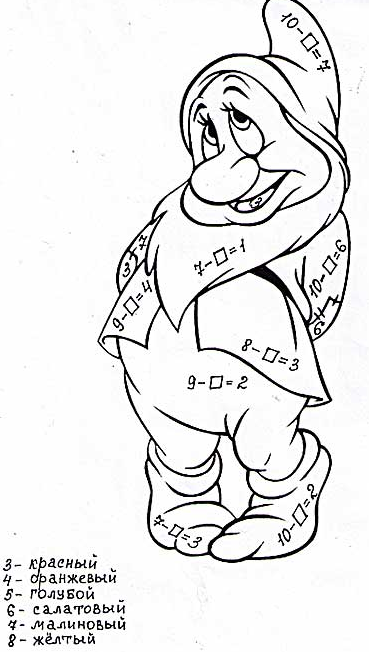 10-□=7
7-□=1
10-□=6
9-□=4
8-□=3
9-□=2
7-□=3
10-□=2
3- красный
4- оранжевый
5- голубой
6- салатовый
7- малиновый
8- жёлтый